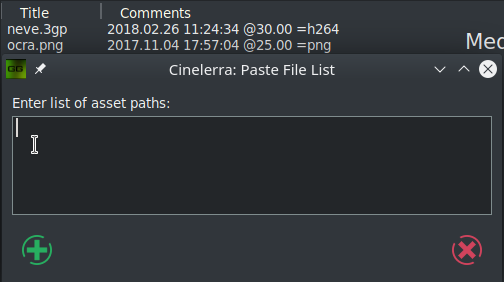 Title Comments
neve.3gp 2018.02.26 11:24:34 @30.00 =h264
ocra.png 2017.11.04 17:57:04 @25.00 =png
Med
GG Cinelerra: Paste File List
Enter list of asset paths: